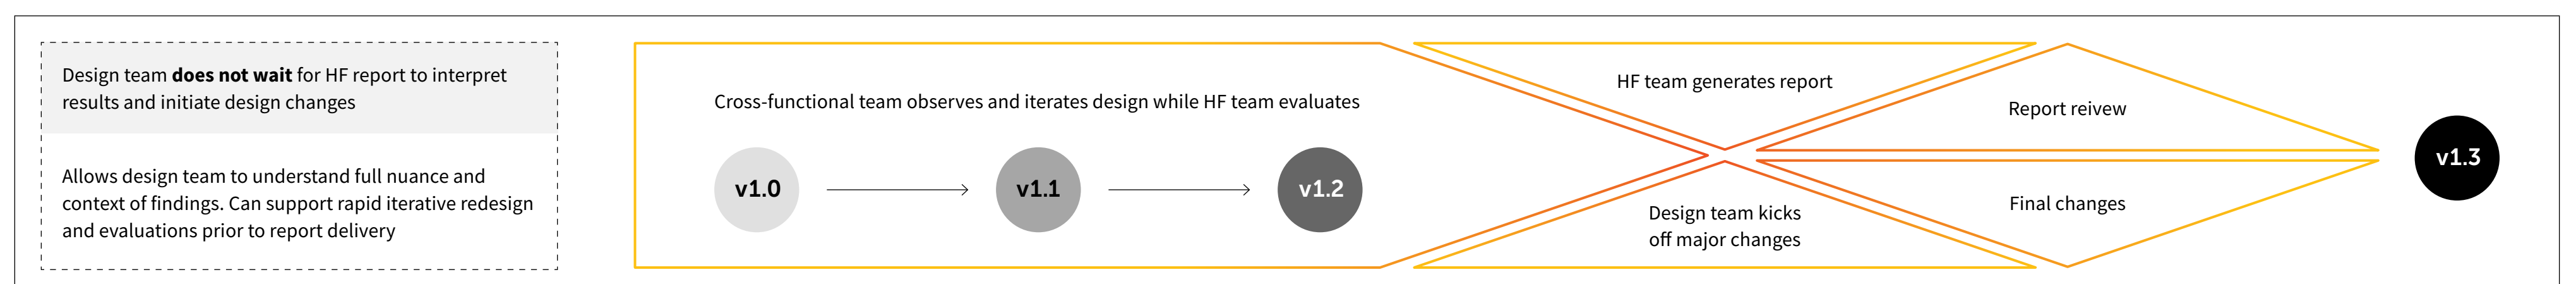 Design team does not wait for HF report to interpret
results and initiate design changes
Allows design team to understand full nuance and
context of findings. Can support rapid iterative redesign
and evaluations prior to report delivery
Cross-functional team observes and iterates design while HF team evaluates
v1.0
v1.1
v1.2
HF team generates report
Design team kicks
off major changes
Report reivew
Final changes
v1.3